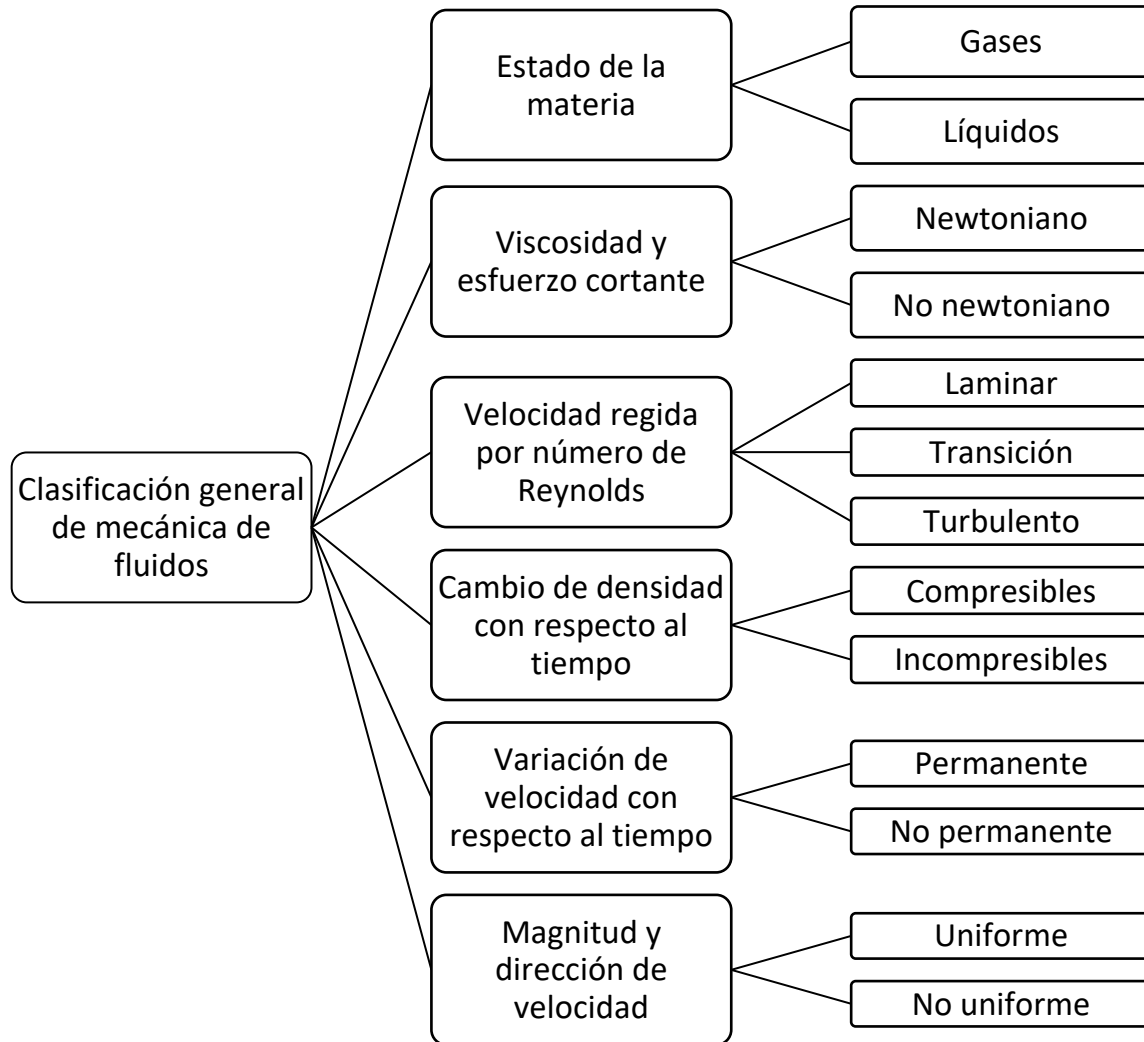 Clasificación general
de mecánica de
fluidos
Estado de la
materia
Gases
Líquidos
Viscosidad y
esfuerzo cortante
Newtoniano
No newtoniano
Velocidad regida
por número de
Reynolds
Laminar
Transición
Turbulento
Cambio de densidad
con respecto al
tiempo
Compresibles
Incompresibles
Variación de
velocidad con
respecto al tiempo
Permanente
No permanente
Magnitud y
dirección de
velocidad
Uniforme
No uniforme